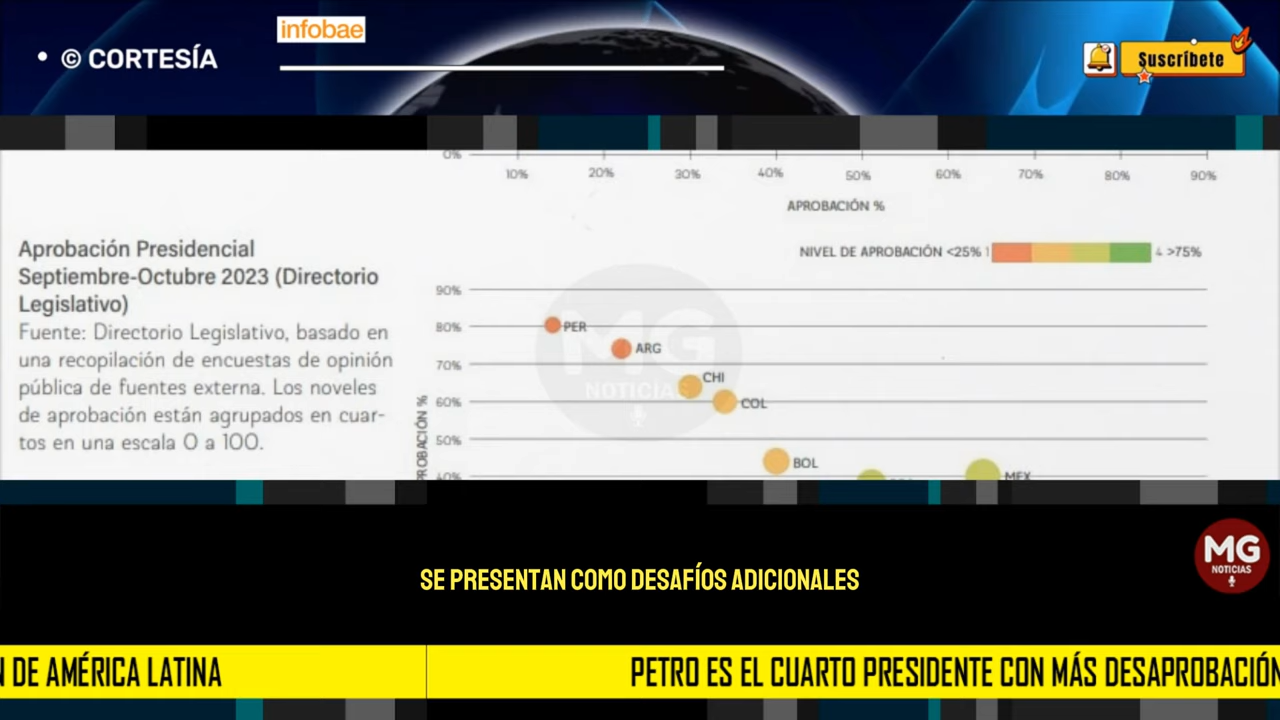 infobae
• © CORTESÍA
Suscríbete
0%
10% 20% 30% 40% 50% 60% 70% 80% 90%
APROBACIÓN %
NIVEL DE APROBACIÓN <25% 1 4 >75%
Aprobación Presidencial
Septiembre-Octubre 2023 (Directorio
Legislativo)
Fuente: Directorio Legislativo, basado en
una recopilación de encuestas de opinión
pública de fuentes externa. Los noveles
de aprobación están agrupados en cuar-
tos en una escala 0 a 100.
90%
80%
PER
ARG
70%
CHI
60%
COL
50%
BOL
40%
MEX
MG
NOTICIAS
SE PRESENTAN COMO DESAFÍOS ADICIONALES
MG
NOTICIAS
N DE AMÉRICA LATINA
PETRO ES EL CUARTO PRESIDENTE CON MÁS DESAPROBACIÓN